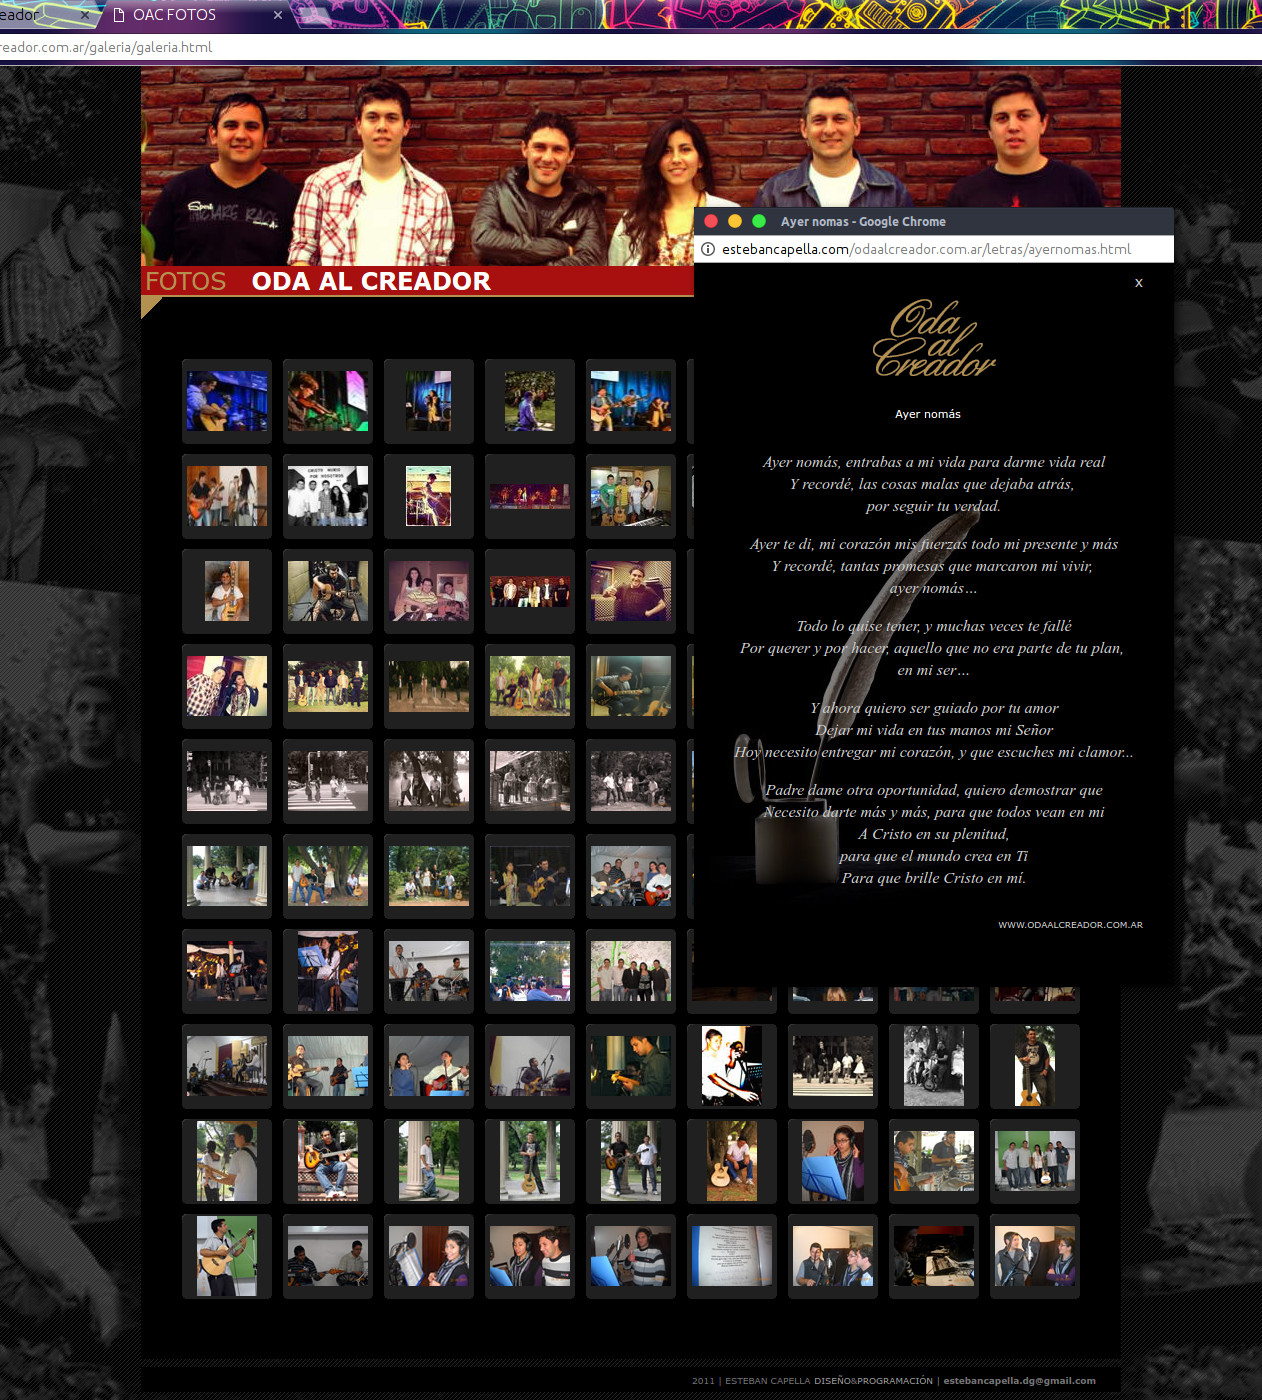 eador
OAC FOTOS
reador.com.ar/galeria/galeria.html
FOTOS ODA AL CREADOR
Ayer nomas - Google Chrome
estebancapella.com/odaalcreador.com.ar/letras/ayernomas.html
x
Oda
al
Creador
Ayer nomás
Ayer nomás, entrabas a mi vida para darme vida real
Y recordé, las cosas malas que dejaba atrás,
por seguir tu verdad.
Ayer te di, mi corazón mis fuerzas todo mi presente y más
Y recordé, tantas promesas que marcaron mi vivir,
ayer nomás…
Todo lo quise tener, y muchas veces te fallé
Por querer y por hacer, aquello que no era parte de tu plan,
en mi ser…
Y ahora quiero ser guiado por tu amor
Dejar mi vida en tus manos mi Señor
Hoy necesito entregar mi corazón, y que escuches mi clamor...
Padre dame otra oportunidad, quiero demostrar que
Necesito darte más y más, para que todos vean en mi
A Cristo en su plenitud,
para que el mundo crea en Ti
Para que brille Cristo en mí.
WWW.ODAALCREADOR.COM.AR
2011 | ESTEBAN CAPELLA DISEÑO&PROGRAMACIÓN | estebancapella.dg@gmail.com